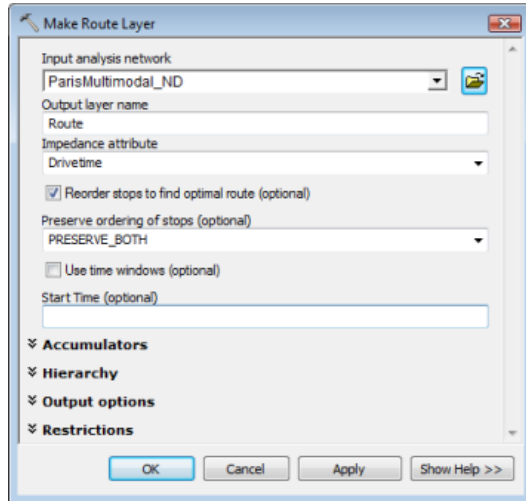 Make Route Layer
Input analysis network
ParisMultimodal_ND
Output layer name
Route
Impedance attribute
Drivetime
Reorder stops to find optimal route (optional)
Preserve ordering of stops (optional)
PRESERVE_BOTH
Use time windows (optional)
Start Time (optional)
Accumulators
Hierarchy
Output options
Restrictions
OK Cancel Apply Show Help >>